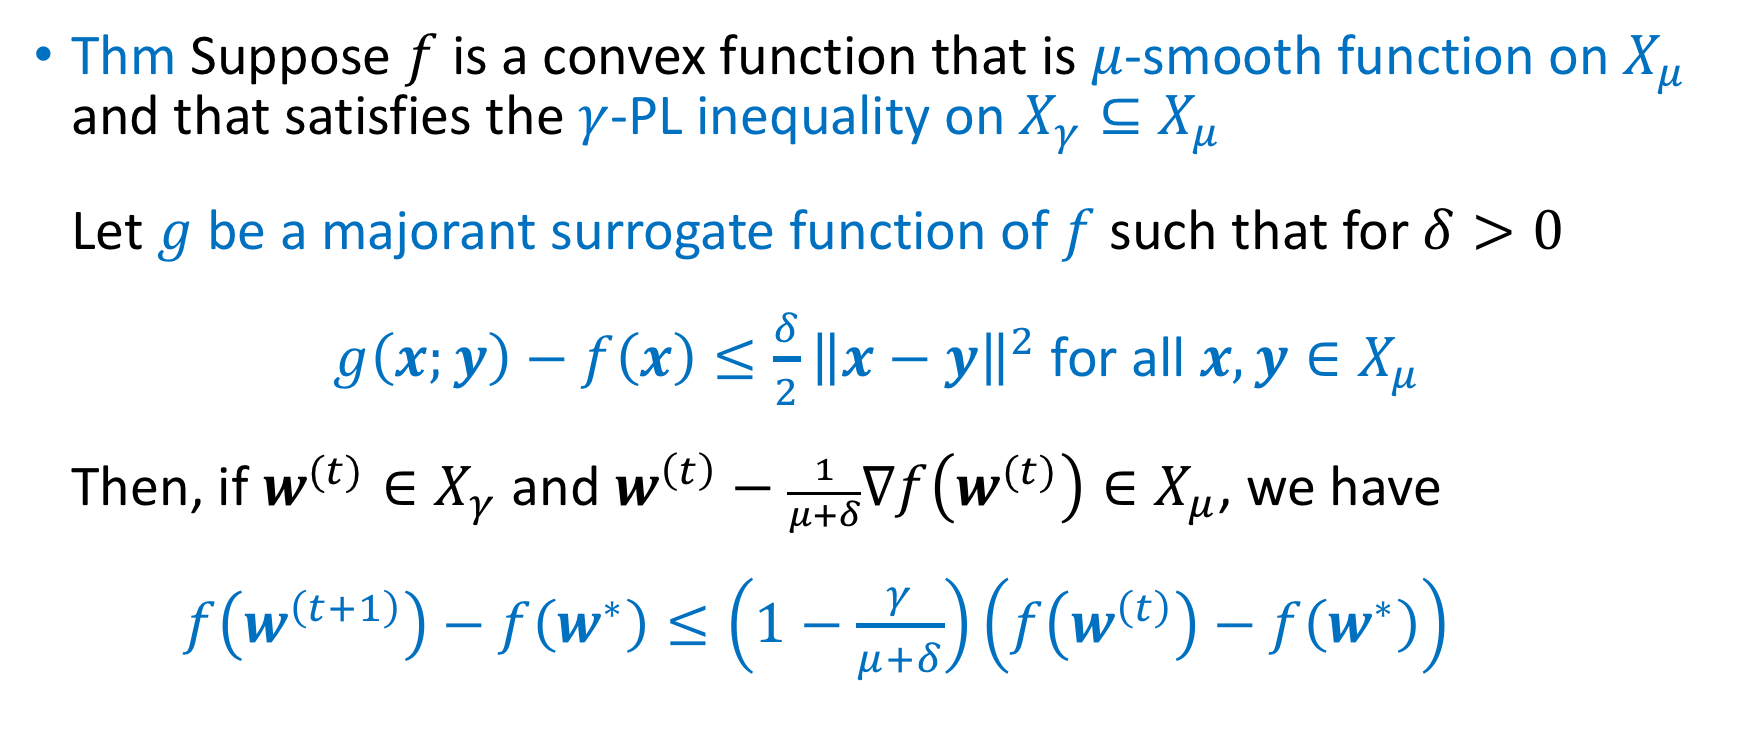 • Thm Suppose 𝑓 is a convex function that is 𝜇-smooth function on 𝑋_𝜇
and that satisfies the 𝛾-PL inequality on 𝑋_𝛾 ⊆ 𝑋_𝜇
Let 𝑔 be a majorant surrogate function of 𝑓 such that for 𝛿 > 0
𝑔(𝒙; 𝒚) − 𝑓(𝒙) ≤ 𝛿/2 ‖𝒙 − 𝒚‖² for all 𝒙, 𝒚 ∈ 𝑋_𝜇
Then, if 𝒘^(𝑡) ∈ 𝑋_𝛾 and 𝒘^(𝑡) − 1/(𝜇+𝛿) ∇𝑓(𝒘^(𝑡)) ∈ 𝑋_𝜇, we have
𝑓(𝒘^(𝑡+1)) − 𝑓(𝒘^*) ≤ (1 − 𝛾/(𝜇+𝛿)) (𝑓(𝒘^(𝑡)) − 𝑓(𝒘^*))